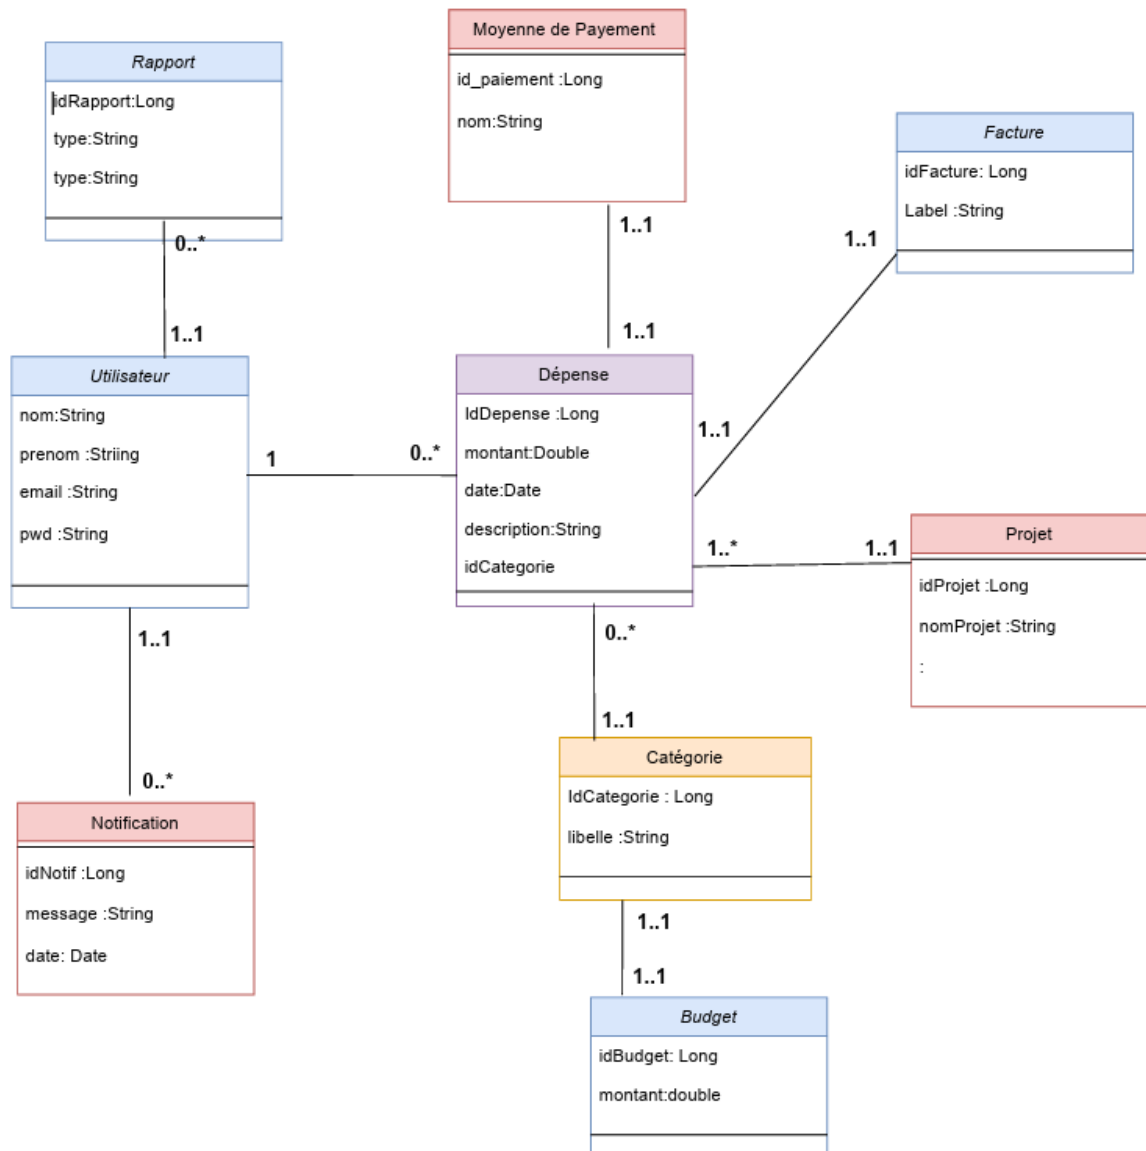 Rapport
idRapport:Long
type:String
type:String
0..*
1..1
Moyenne de Payement
id_paiement :Long
nom:String
1..1
1..1
Facture
idFacture: Long
Label :String
1..1
1..1
Utilisateur
nom:String
prenom :Striing
email :String
pwd :String
1
0..*
Dépense
IdDepense :Long
montant:Double
date:Date
description:String
idCategorie
1..*
1..1
Projet
idProjet :Long
nomProjet :String
:
1..1
0..*
Notification
idNotif :Long
message :String
date: Date
0..*
1..1
Catégorie
IdCategorie : Long
libelle :String
1..1
1..1
Budget
idBudget: Long
montant:double